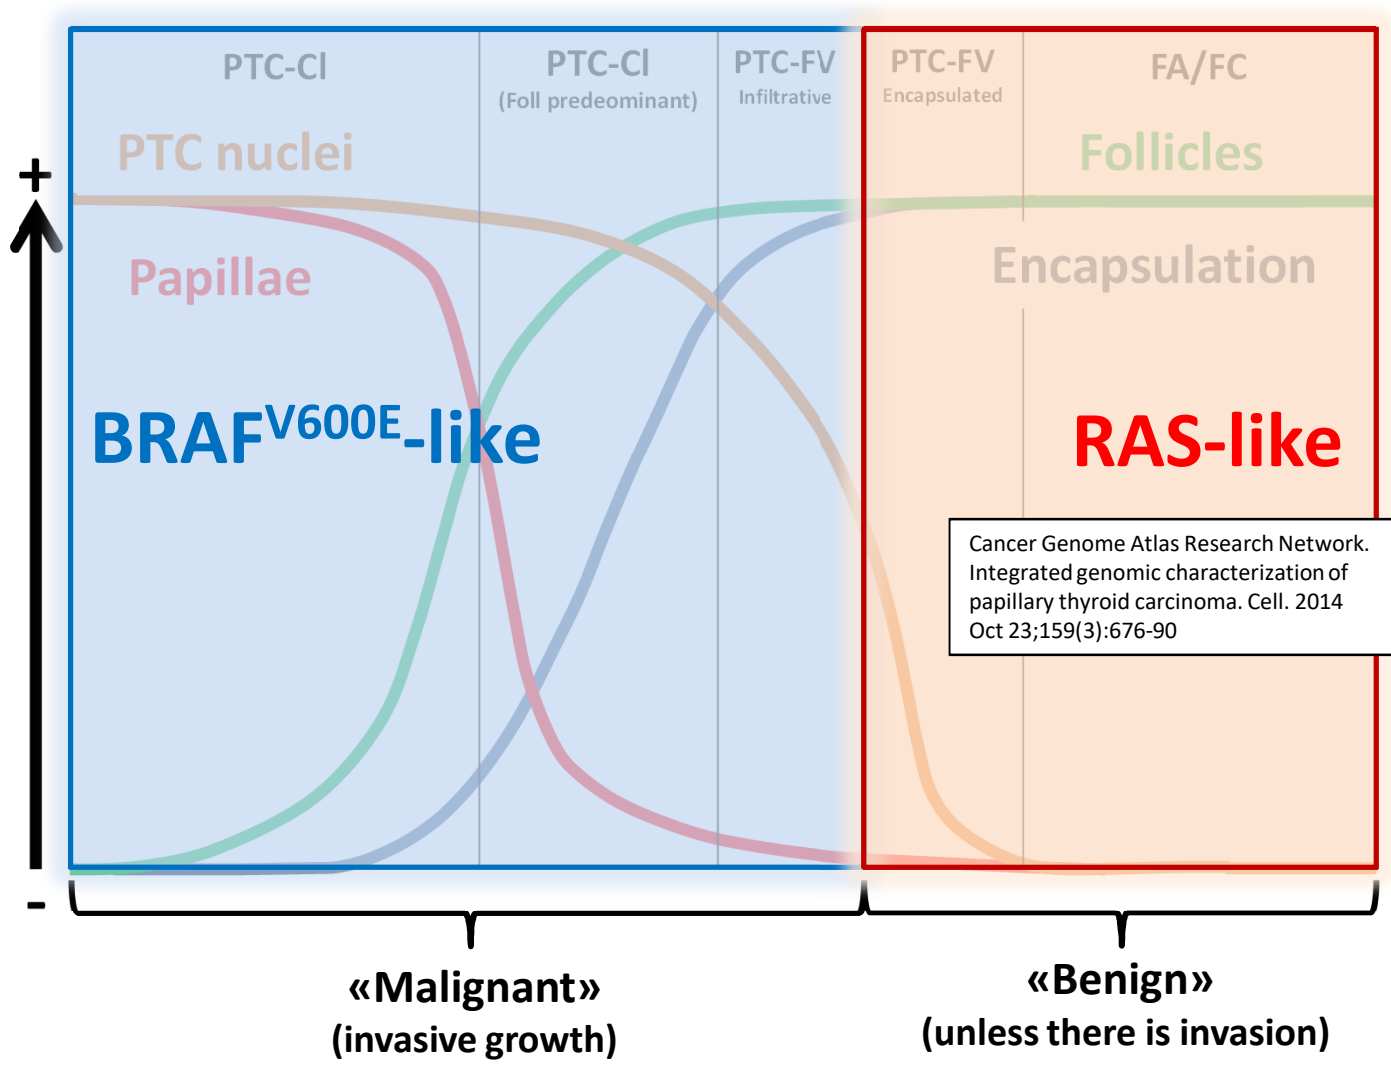 PTC-Cl
PTC-Cl
(Foll predeominant)
PTC-FV
Infiltrative
PTC-FV
Encapsulated
FA/FC
PTC nuclei
Follicles
+
Papillae
Encapsulation
BRAFV600E-like
RAS-like
Cancer Genome Atlas Research Network.
Integrated genomic characterization of
papillary thyroid carcinoma. Cell. 2014
Oct 23;159(3):676-90
-
«Malignant»
(invasive growth)
«Benign»
(unless there is invasion)